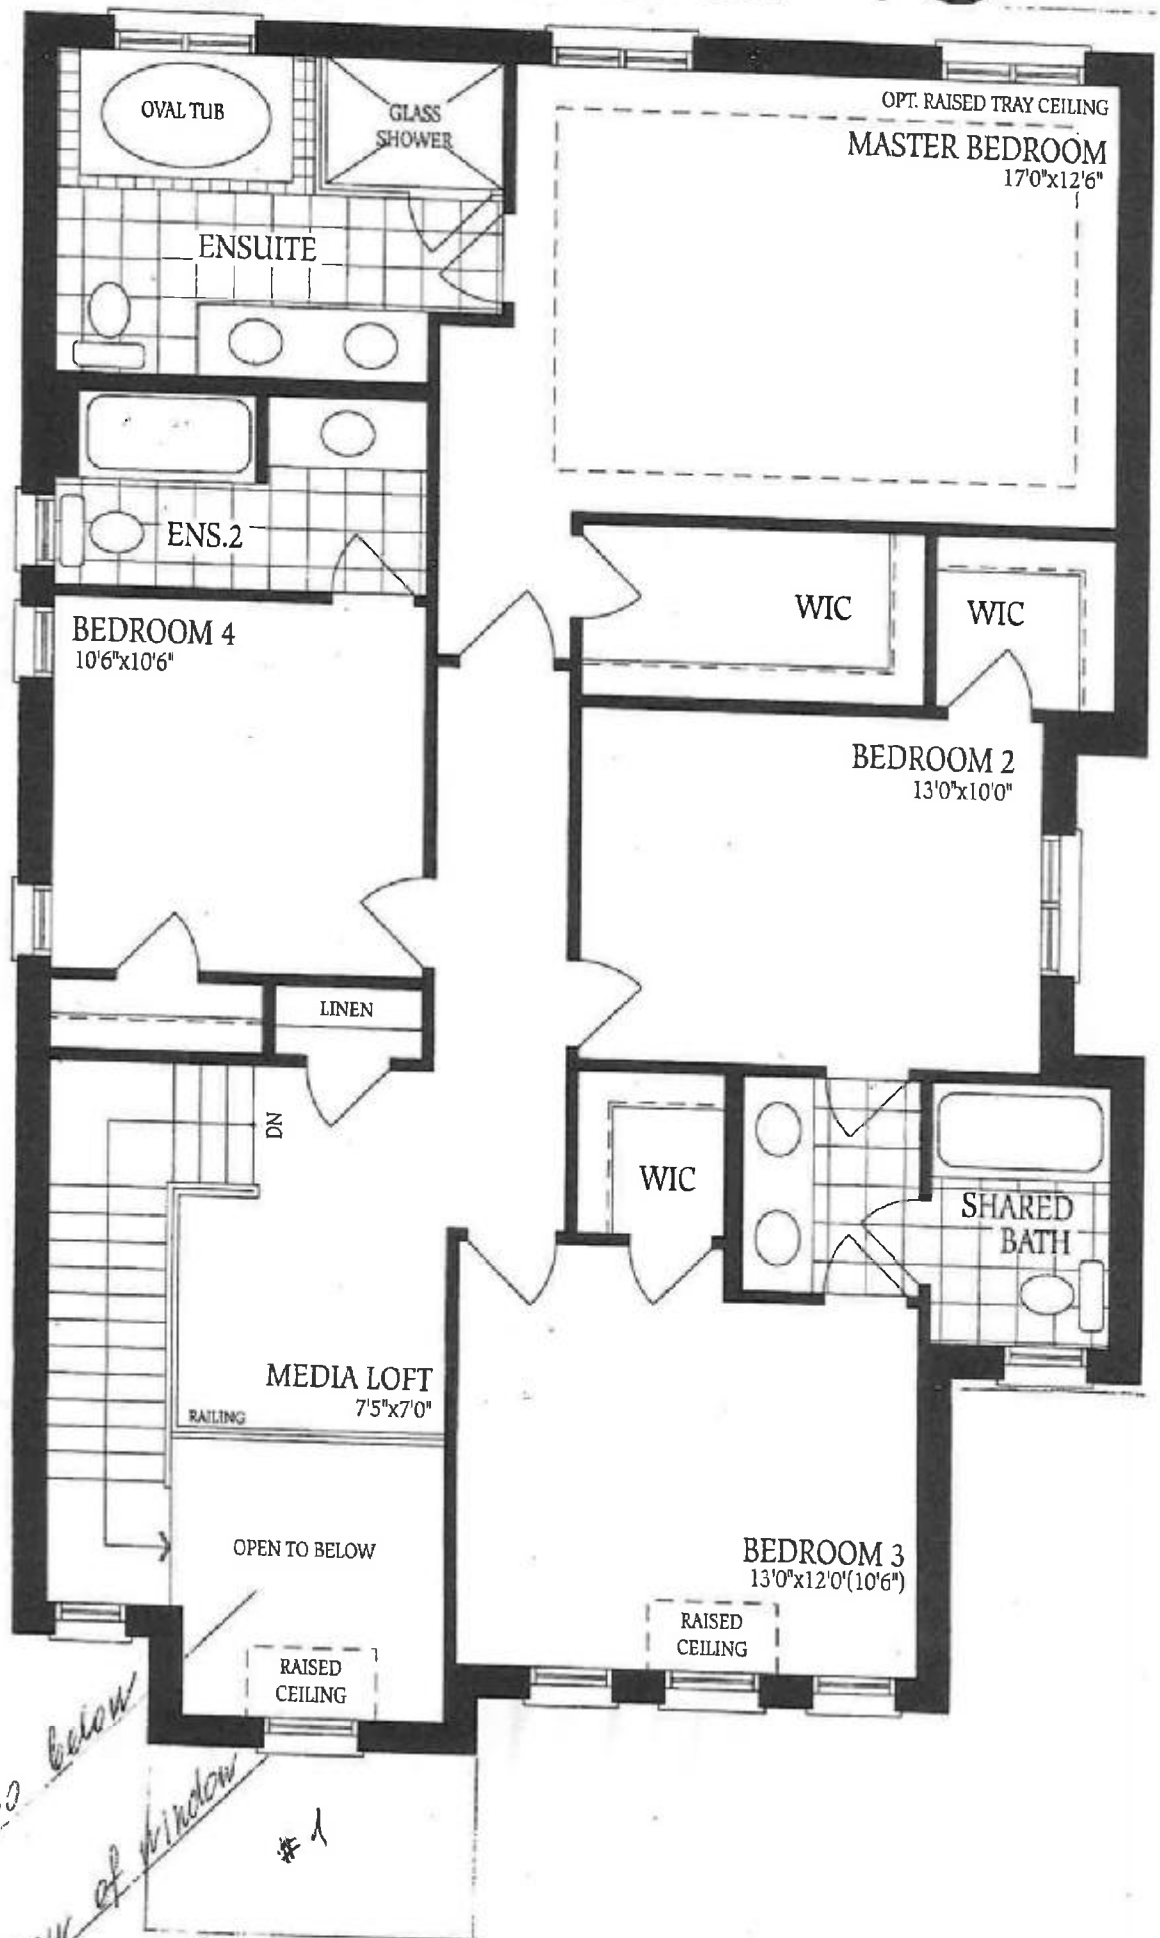 OVAL TUB
GLASS
SHOWER
OPT. RAISED TRAY CEILING
MASTER BEDROOM
17'0"x12'6"
ENSUITE
ENS.2
WIC
WIC
BEDROOM 4
10'6"x10'6"
BEDROOM 2
13'0"x10'0"
LINEN
DN
WIC
SHARED
BATH
MEDIA LOFT
7'5"x7'0"
RAILING
OPEN TO BELOW
BEDROOM 3
13'0"x12'0'(10'6")
RAISED
CEILING
RAISED
CEILING
below
of window
#1